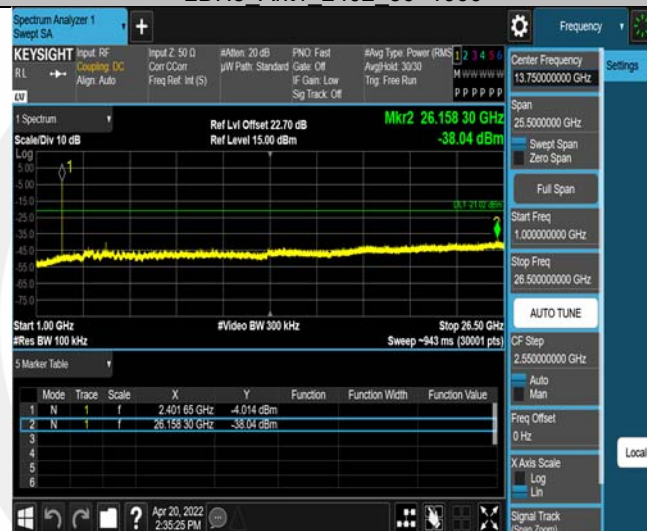 Spectrum Analyzer 1
Swept SA
+
Frequency
KEYSIGHT
RL
Input: RF
Coupling: DC
Align: Auto
Input Z: 50 Ω
Corr CCorr
Freq Ref: Int (S)
#Atten: 20 dB
µW Path: Standard
PNO: Fast
Gate: Off
IF Gain: Low
Sig Track: Off
#Avg Type: Power (RMS
Avg|Hold: 30/30
Trig: Free Run
1 2 3 4 5 6
M W W W W W
P P P P P P
1 Spectrum
Scale/Div 10 dB
Ref Lvl Offset 22.70 dB
Ref Level 15.00 dBm
Mkr2 26.158 30 GHz
-38.04 dBm
Log
5.00
-5.00
-15.0
-25.0
-35.0
-45.0
-55.0
-65.0
-75.0
1
DL1 -21.02 dBm
2
Start 1.00 GHz
#Res BW 100 kHz
#Video BW 300 kHz
Stop 26.50 GHz
Sweep ~943 ms (30001 pts)
5 Marker Table
Mode Trace Scale X Y Function Function Width Function Value
1 N 1 f 2.401 65 GHz -4.014 dBm
2 N 1 f 26.158 30 GHz -38.04 dBm
3
4
5
6
Apr 20, 2022
2:35:25 PM
Center Frequency
13.750000000 GHz
Settings
Span
25.5000000 GHz
Swept Span
Zero Span
Full Span
Start Freq
1.000000000 GHz
Stop Freq
26.500000000 GHz
AUTO TUNE
CF Step
2.550000000 GHz
Auto
Man
Freq Offset
0 Hz
X Axis Scale
Log
Lin
Local
Signal Track
(Span Zoom)